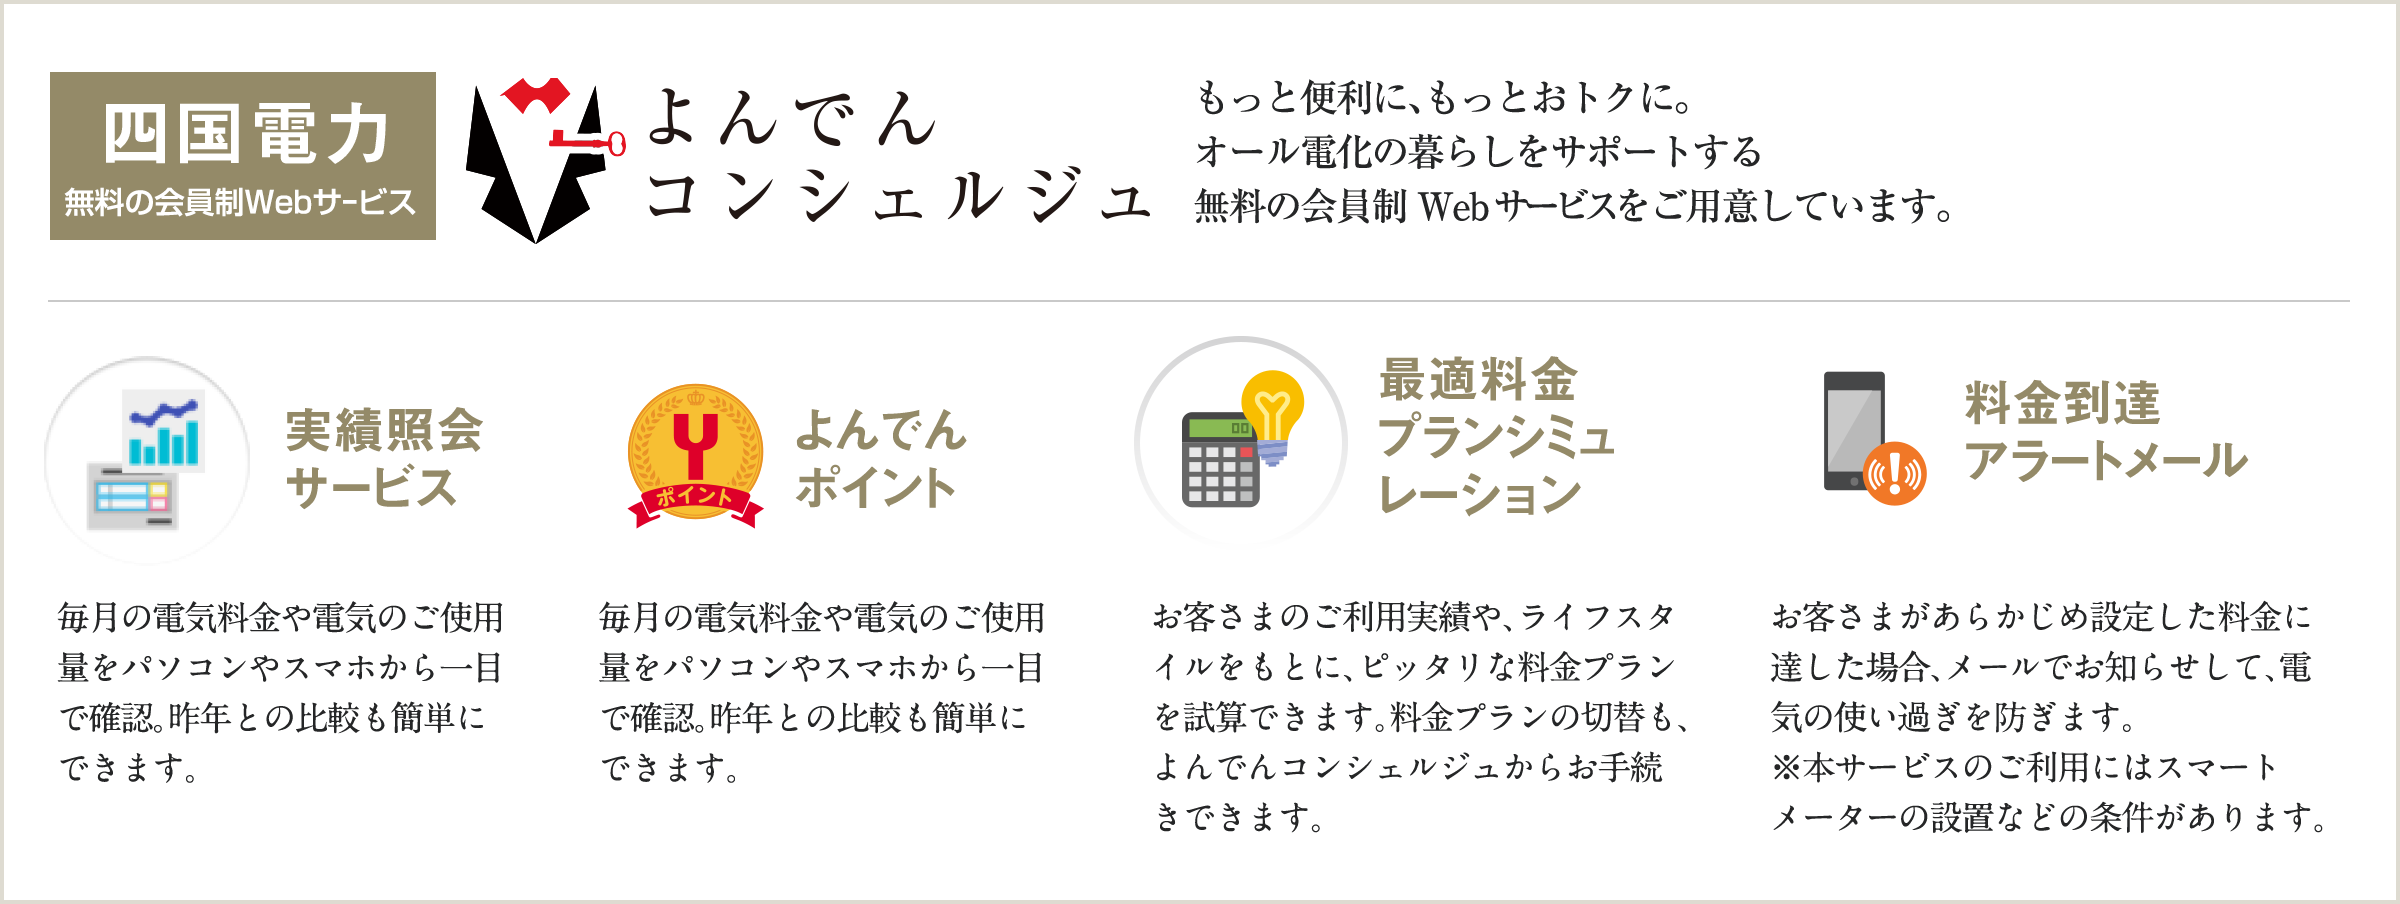 四国電力
無料の会員制Webサービス
よんでん
コンシェルジュ
もっと便利に、もっとおトクに。
オール電化の暮らしをサポートする
無料の会員制 Webサービスをご用意しています。
実績照会
サービス
毎月の電気料金や電気のご使用
量をパソコンやスマホから一目
で確認。昨年との比較も簡単に
できます。
Y
ポイント
よんでん
ポイント
毎月の電気料金や電気のご使用
量をパソコンやスマホから一目
で確認。昨年との比較も簡単に
できます。
00
最適料金
プランシミュ
レーション
お客さまのご利用実績や、ライフスタ
イルをもとに、ピッタリな料金プラン
を試算できます。料金プランの切替も、
よんでんコンシェルジュからお手続
きできます。
料金到達
アラートメール
お客さまがあらかじめ設定した料金に
達した場合、メールでお知らせして、電
気の使い過ぎを防ぎます。
※本サービスのご利用にはスマート
メーターの設置などの条件があります。